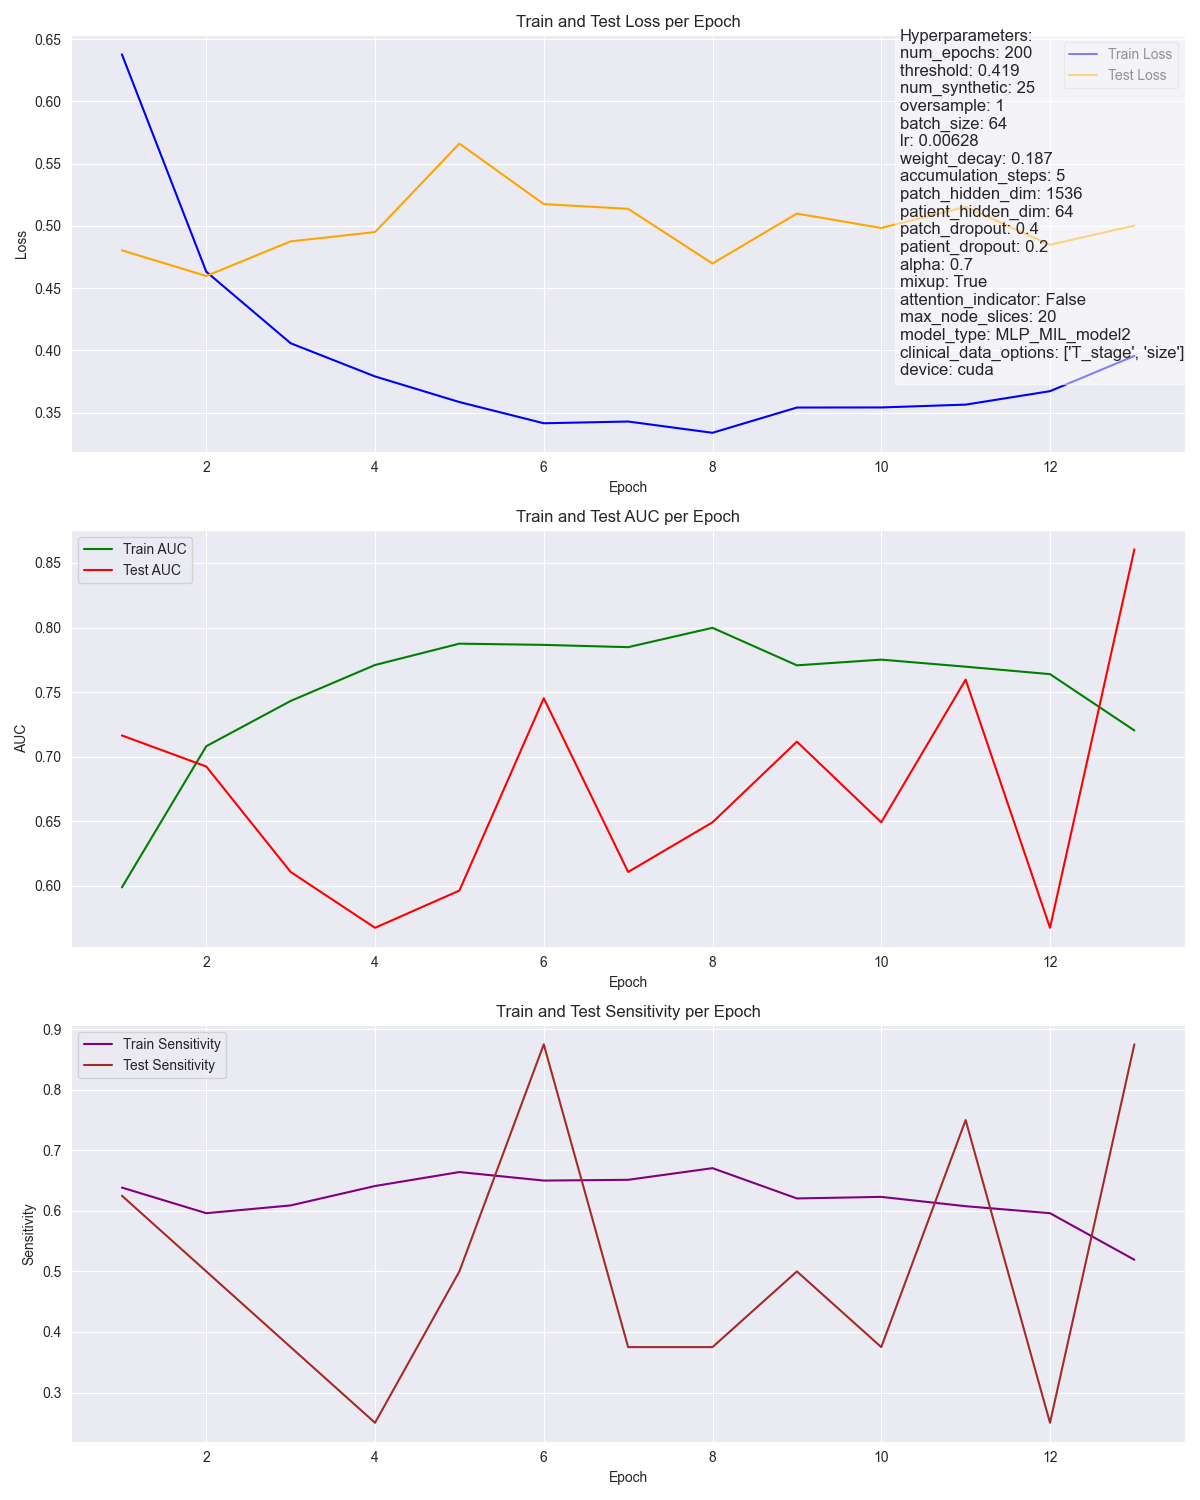 Train and Test Loss per Epoch
Hyperparameters:
num_epochs: 200
threshold: 0.419
num_synthetic: 25
oversample: 1
batch_size: 64
lr: 0.00628
weight_decay: 0.187
accumulation_steps: 5
patch_hidden_dim: 1536
patient_hidden_dim: 64
patch_dropout: 0.4
patient_dropout: 0.2
alpha: 0.7
mixup: True
attention_indicator: False
max_node_slices: 20
model_type: MLP_MIL_model2
clinical_data_options: ['T_stage', 'size']
device: cuda
Train Loss
Test Loss
0.65
0.60
0.55
0.50
0.45
0.40
0.35
Loss
2 4 6 8 10 12
Epoch
Train and Test AUC per Epoch
Train AUC
Test AUC
0.85
0.80
0.75
0.70
0.65
0.60
AUC
2 4 6 8 10 12
Epoch
Train and Test Sensitivity per Epoch
Train Sensitivity
Test Sensitivity
0.9
0.8
0.7
0.6
0.5
0.4
0.3
Sensitivity
2 4 6 8 10 12
Epoch